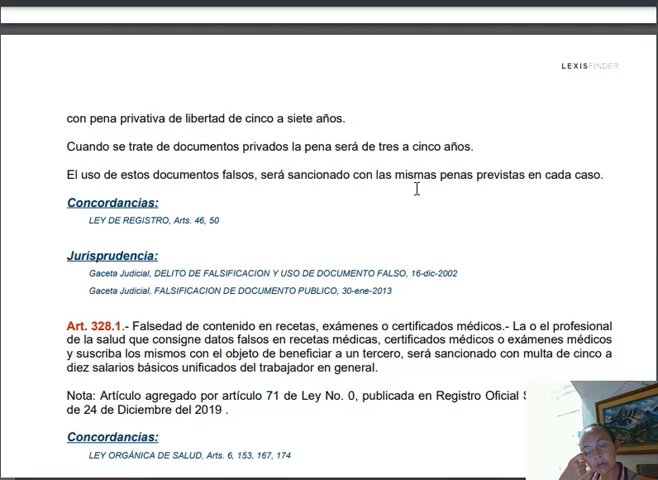 LEXISFINDER
con pena privativa de libertad de cinco a siete años.
Cuando se trate de documentos privados la pena será de tres a cinco años.
El uso de estos documentos falsos, será sancionado con las mismas penas previstas en cada caso.
Concordancias:
LEY DE REGISTRO, Arts. 46, 50
Jurisprudencia:
Gaceta Judicial, DELITO DE FALSIFICACION Y USO DE DOCUMENTO FALSO, 16-dic-2002
Gaceta Judicial, FALSIFICACION DE DOCUMENTO PUBLICO, 30-ene-2013
Art. 328.1.- Falsedad de contenido en recetas, exámenes o certificados médicos.- La o el profesional
de la salud que consigne datos falsos en recetas médicas, certificados médicos o exámenes médicos
y suscriba los mismos con el objeto de beneficiar a un tercero, será sancionado con multa de cinco a
diez salarios básicos unificados del trabajador en general.
Nota: Artículo agregado por artículo 71 de Ley No. 0, publicada en Registro Oficial
de 24 de Diciembre del 2019 .
Concordancias:
LEY ORGÁNICA DE SALUD, Arts. 6, 153, 167, 174